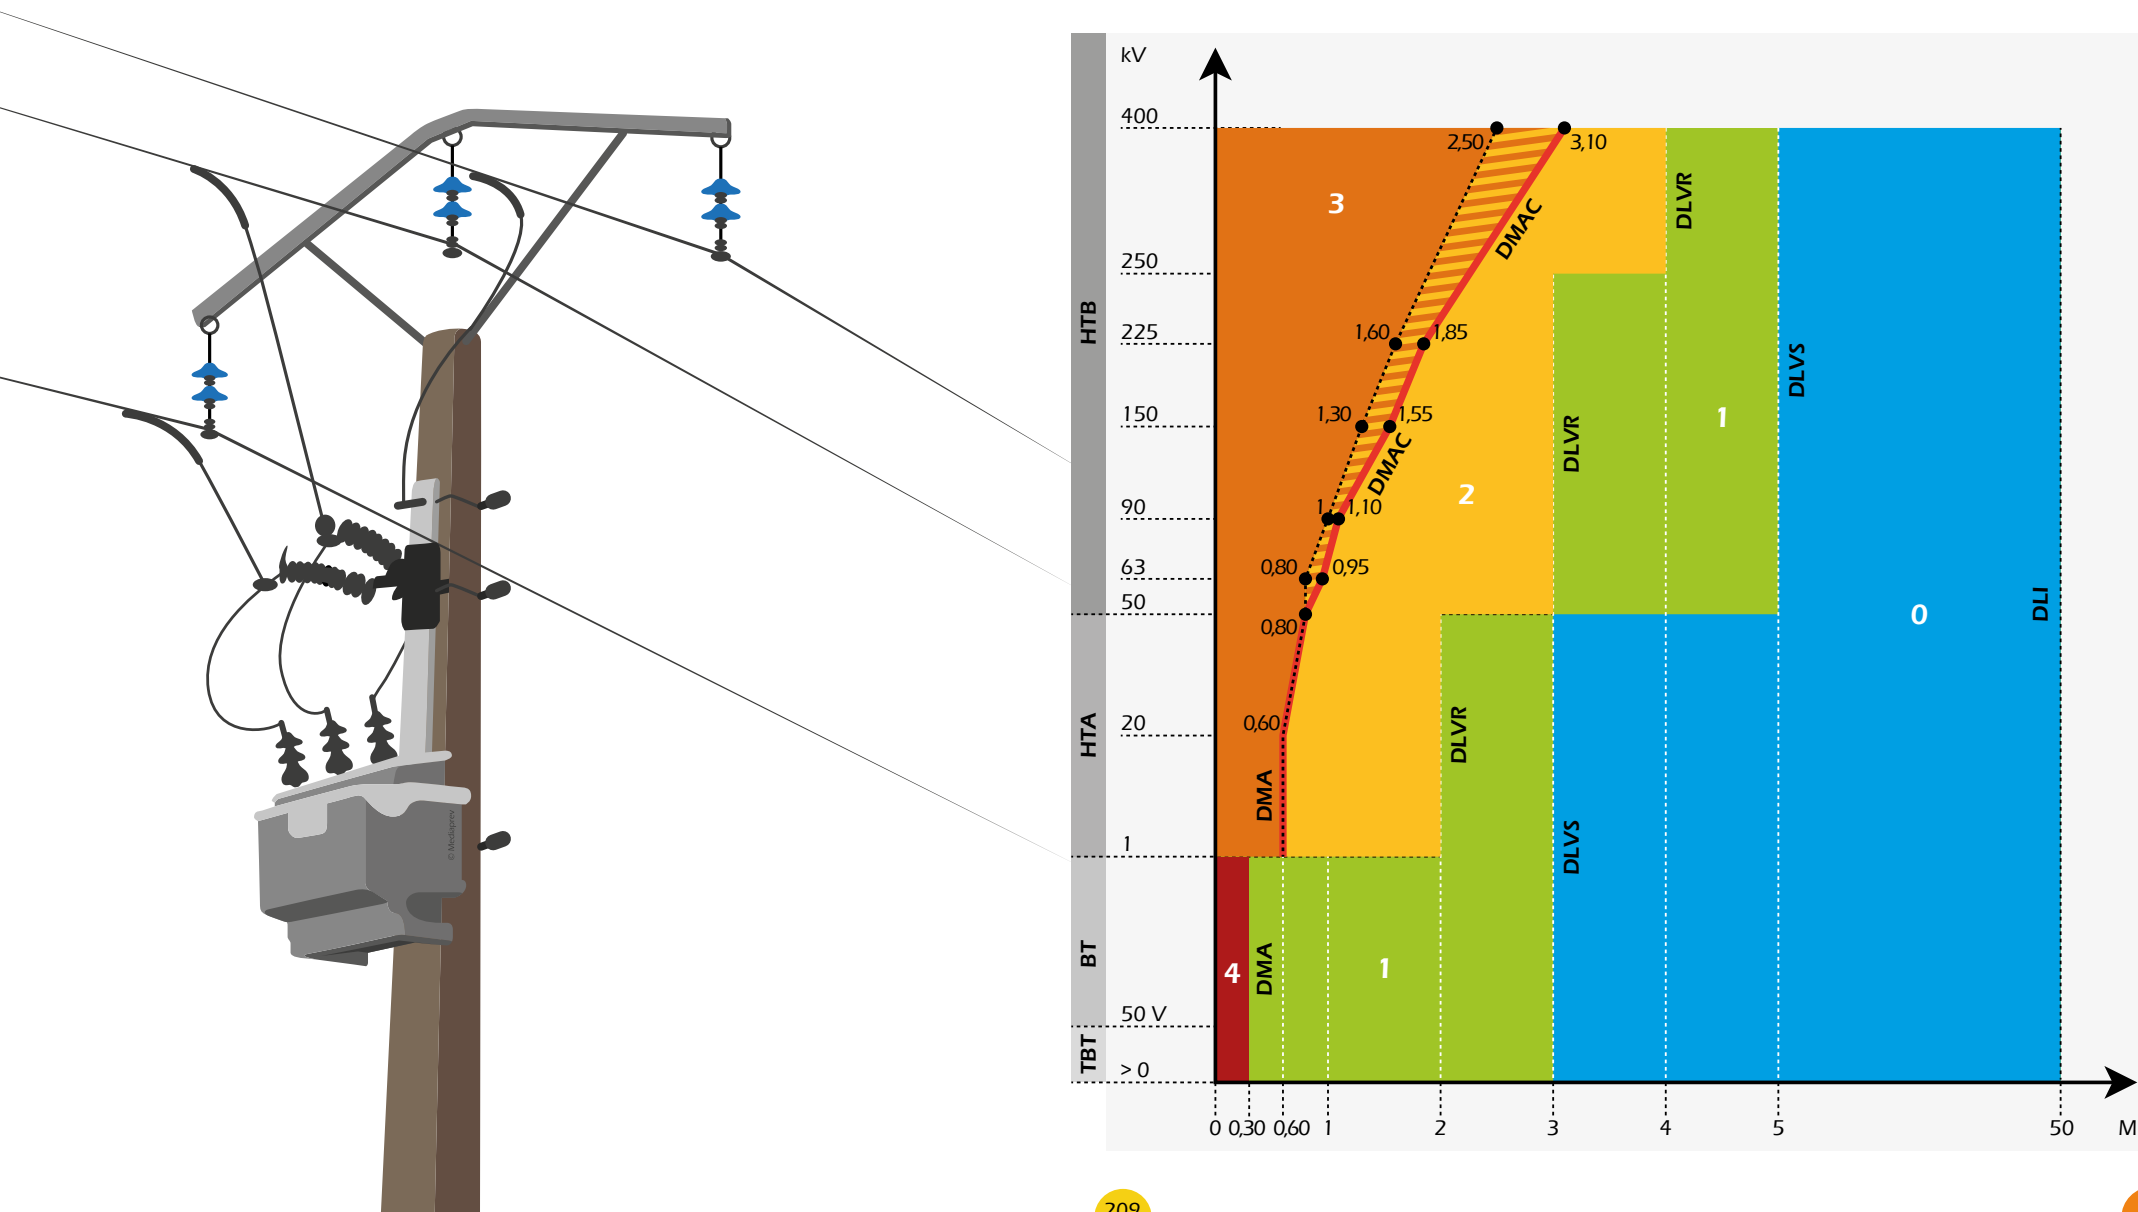 kV
400
2,50
3,10
3
DLVR
DMAC
250
HTB
225
1,60
1,85
DLVS
150
1,30
1,55
1
DLVR
DMAC
2
90
1
1,10
63
0,80
0,95
50
0,80
0
DLI
HTA
20
0,60
DLVR
DMA
© Mediaprev
1
DLVS
BT
4
DMA
1
50 V
TBT
> 0
0 0,30 0,60 1 2 3 4 5 50 M
209